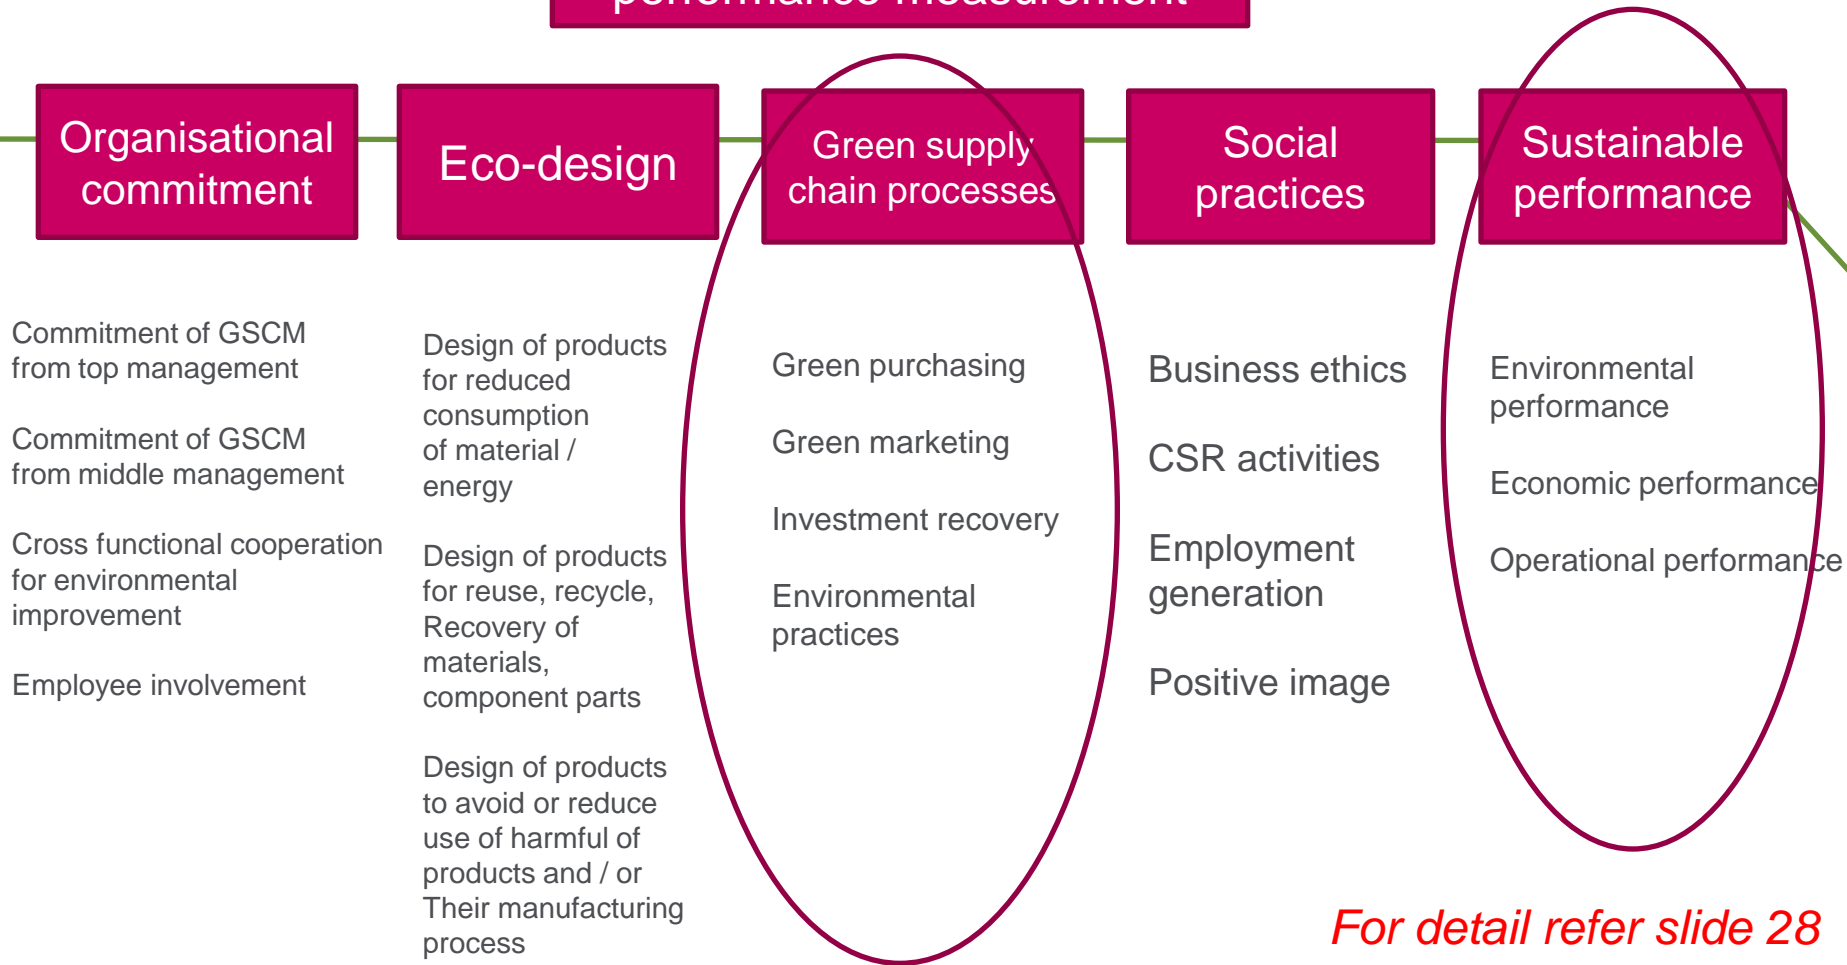 performance measurement
Organisational
commitment
Eco-design
Green supply
chain processes
Social
practices
Sustainable
performance
Commitment of GSCM
from top management
Commitment of GSCM
from middle management
Cross functional cooperation
for environmental
improvement
Employee involvement
Design of products
for reduced
consumption
of material /
energy
Design of products
for reuse, recycle,
Recovery of
materials,
component parts
Design of products
to avoid or reduce
use of harmful of
products and / or
Their manufacturing
process
Green purchasing
Green marketing
Investment recovery
Environmental
practices
Business ethics
CSR activities
Employment
generation
Positive image
Environmental
performance
Economic performance
Operational performance
For detail refer slide 28